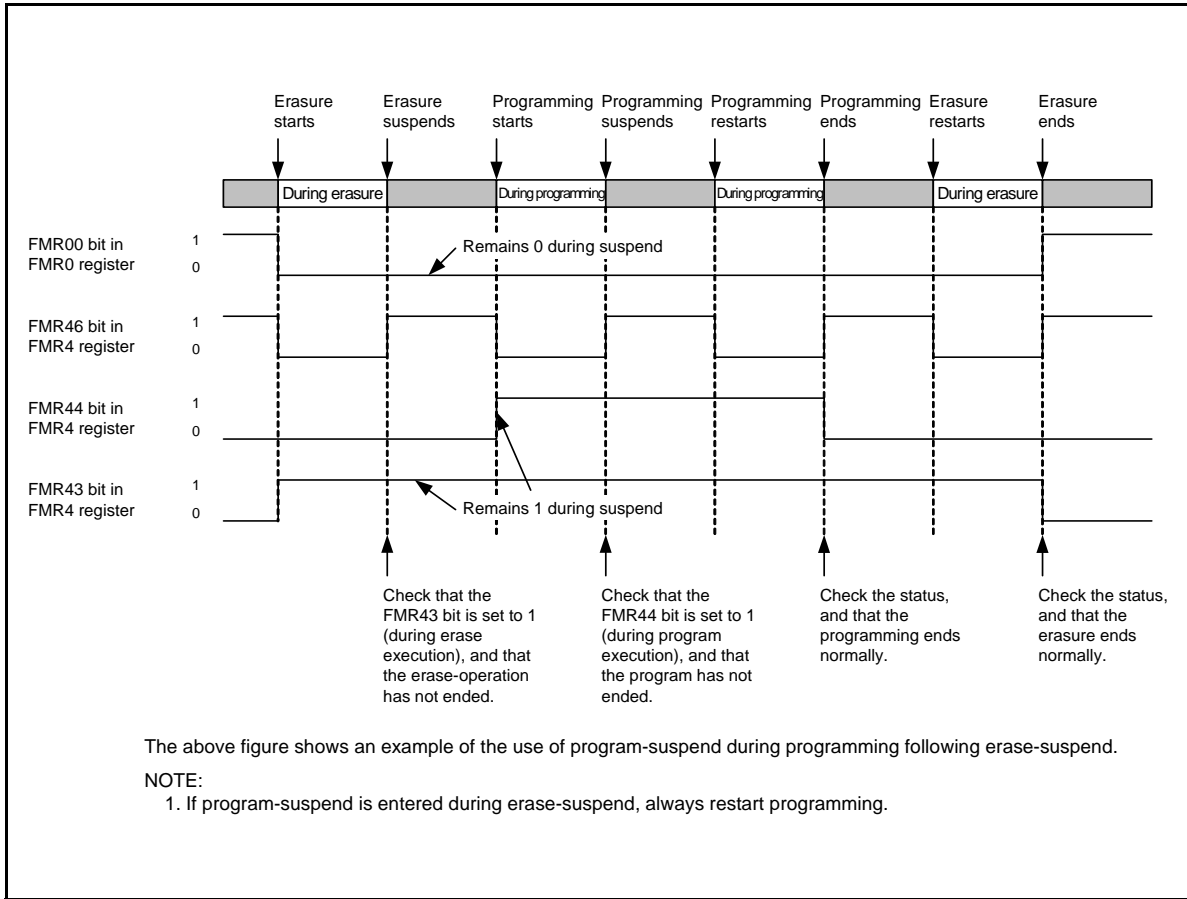 Erasure
starts
Erasure
suspends
Programming
starts
Programming
suspends
Programming
restarts
Programming
ends
Erasure
restarts
Erasure
ends
During erasure
During programming
During programming
During erasure
FMR00 bit in
FMR0 register
1
0
Remains 0 during suspend
FMR46 bit in
FMR4 register
1
0
FMR44 bit in
FMR4 register
1
0
FMR43 bit in
FMR4 register
1
0
Remains 1 during suspend
Check that the
FMR43 bit is set to 1
(during erase
execution), and that
the erase-operation
has not ended.
Check that the
FMR44 bit is set to 1
(during program
execution), and that
the program has not
ended.
Check the status,
and that the
programming ends
normally.
Check the status,
and that the
erasure ends
normally.
The above figure shows an example of the use of program-suspend during programming following erase-suspend.
NOTE:
1. If program-suspend is entered during erase-suspend, always restart programming.